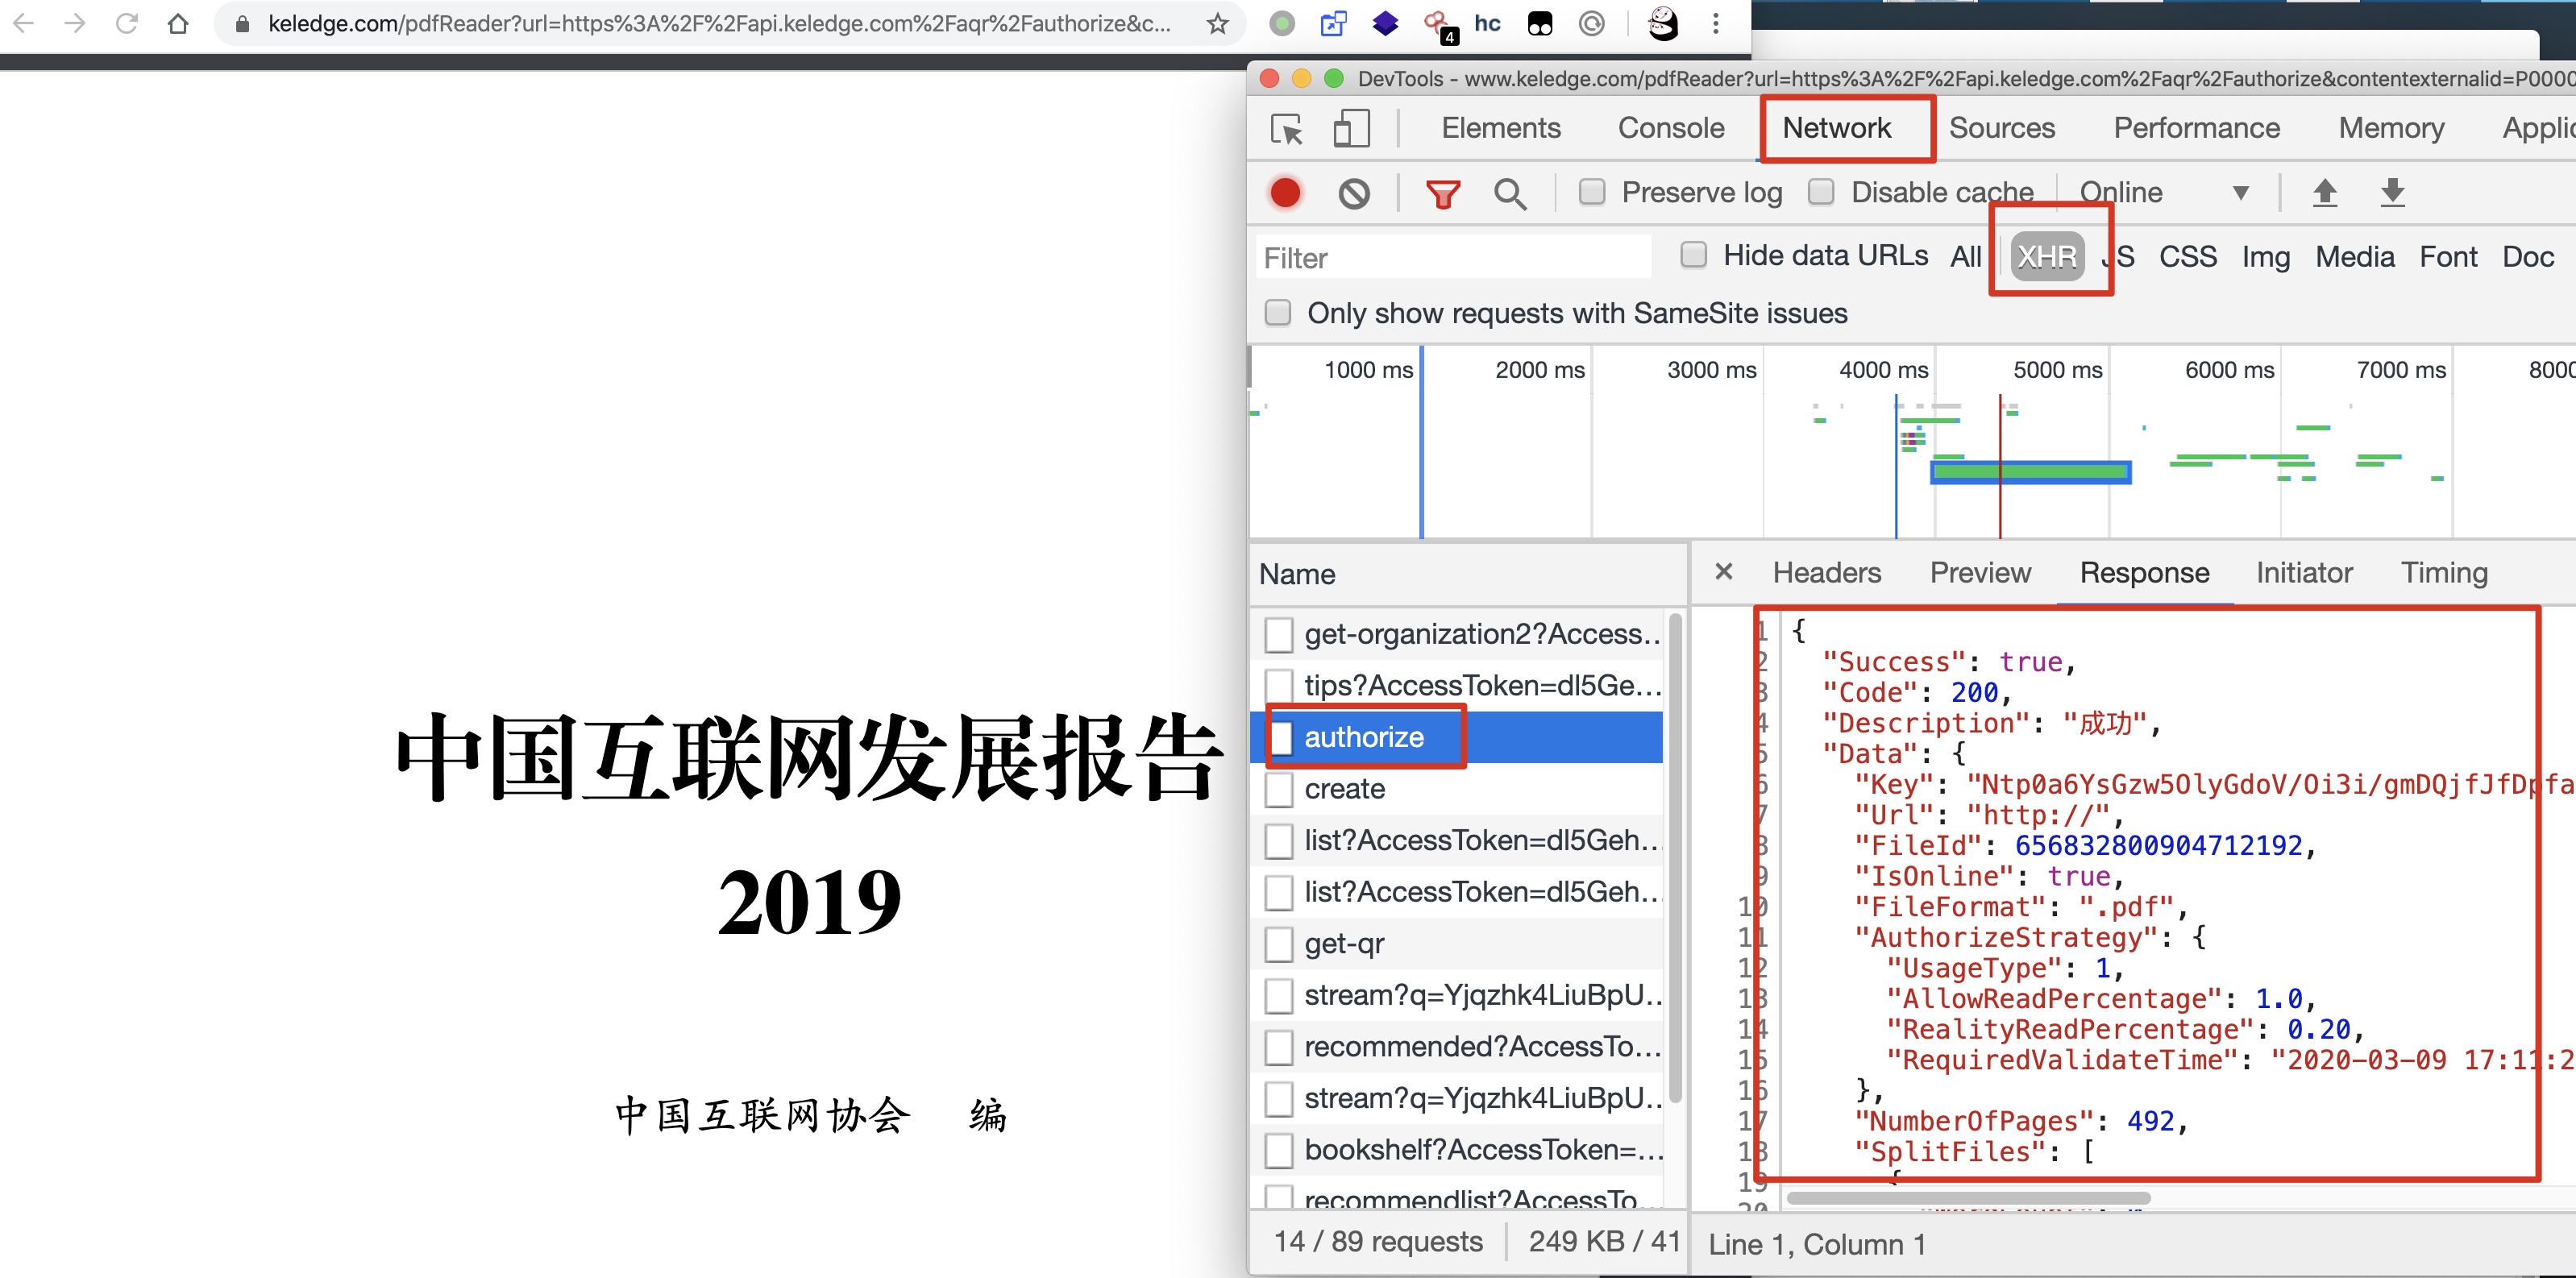 keledge.com/pdfReader?url=https%3A%2F%2Fapi.keledge.com%2Faqr%2Fauthorize&c...
4
hc
DevTools - www.keledge.com/pdfReader?url=https%3A%2F%2Fapi.keledge.com%2Faqr%2Fauthorize&contentexternalid=P0000
Elements Console Network Sources Performance Memory Applic
Preserve log Disable cache Online
Filter Hide data URLs All XHR JS CSS Img Media Font Doc
Only show requests with SameSite issues
1000 ms 2000 ms 3000 ms 4000 ms 5000 ms 6000 ms 7000 ms 8000
中国互联网发展报告
2019
中国互联网协会 编
Name
get-organization2?Access...
tips?AccessToken=dl5Ge...
authorize
create
list?AccessToken=dl5Geh...
list?AccessToken=dl5Geh...
get-qr
stream?q=Yjqzhk4LiuBpU...
recommended?AccessTo...
stream?q=Yjqzhk4LiuBpU...
bookshelf?AccessToken=...
recommendlist?AccessTo...
14 / 89 requests 249 KB / 41
× Headers Preview Response Initiator Timing
1 {
2 "Success": true,
3 "Code": 200,
4 "Description": "成功",
5 "Data": {
6 "Key": "Ntp0a6YsGzw5OlyGdoV/Oi3i/gmDQjfJfDpfa
7 "Url": "http://",
8 "FileId": 656832800904712192,
9 "IsOnline": true,
10 "FileFormat": ".pdf",
11 "AuthorizeStrategy": {
12 "UsageType": 1,
13 "AllowReadPercentage": 1.0,
14 "RealityReadPercentage": 0.20,
15 "RequiredValidateTime": "2020-03-09 17:11:2
16 },
17 "NumberOfPages": 492,
18 "SplitFiles": [
19 {
20
Line 1, Column 1